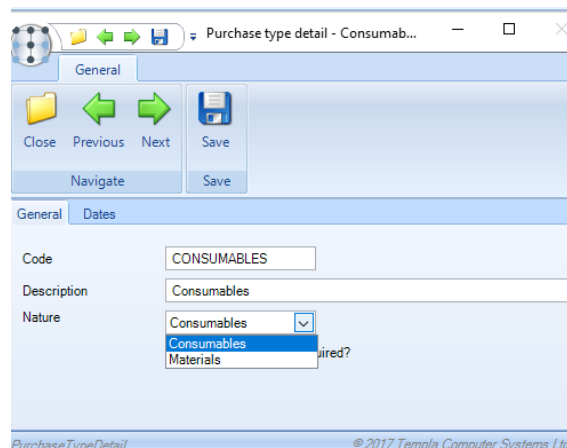 Purchase type detail - Consumab...
General
Close Previous Next Save
Navigate Save
General Dates
Code CONSUMABLES
Description Consumables
Nature Consumables
Consumables
Materials uired?
PurchaseTypeDetail © 2017 Templa Computer Systems Ltd